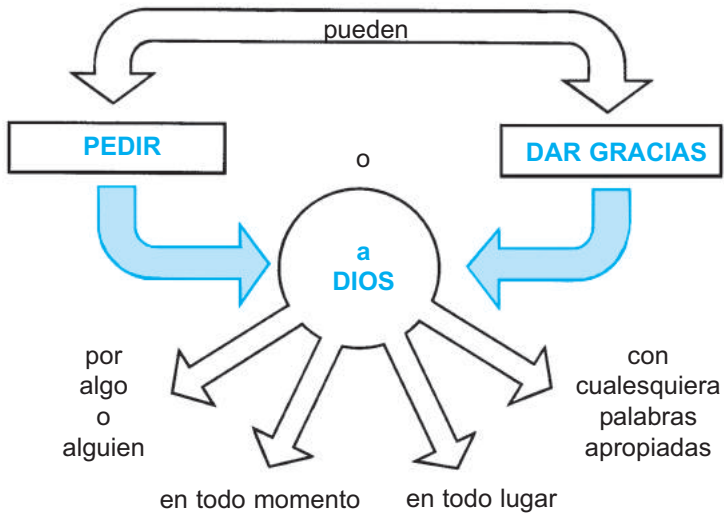 pueden
PEDIR
o
DAR GRACIAS
a
DIOS
por
algo
o
alguien
en todo momento
en todo lugar
con
cualesquiera
palabras
apropiadas